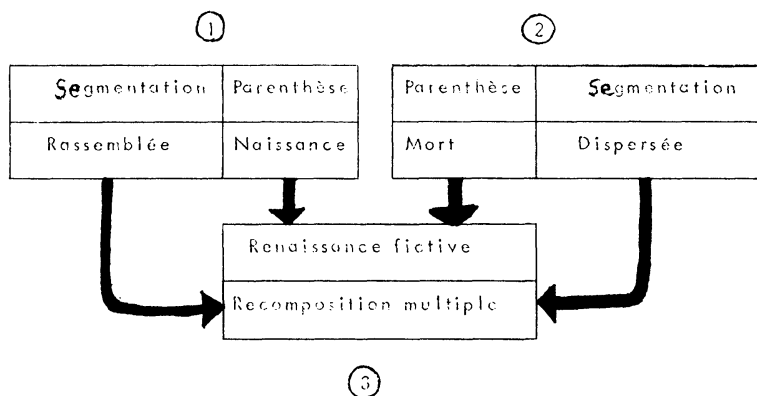 1
2
Segmentation Parenthèse
Parenthèse Segmentation
Rassemblée Naissance
Mort Dispersée
Renaissance fictive
Recomposition multiple
3